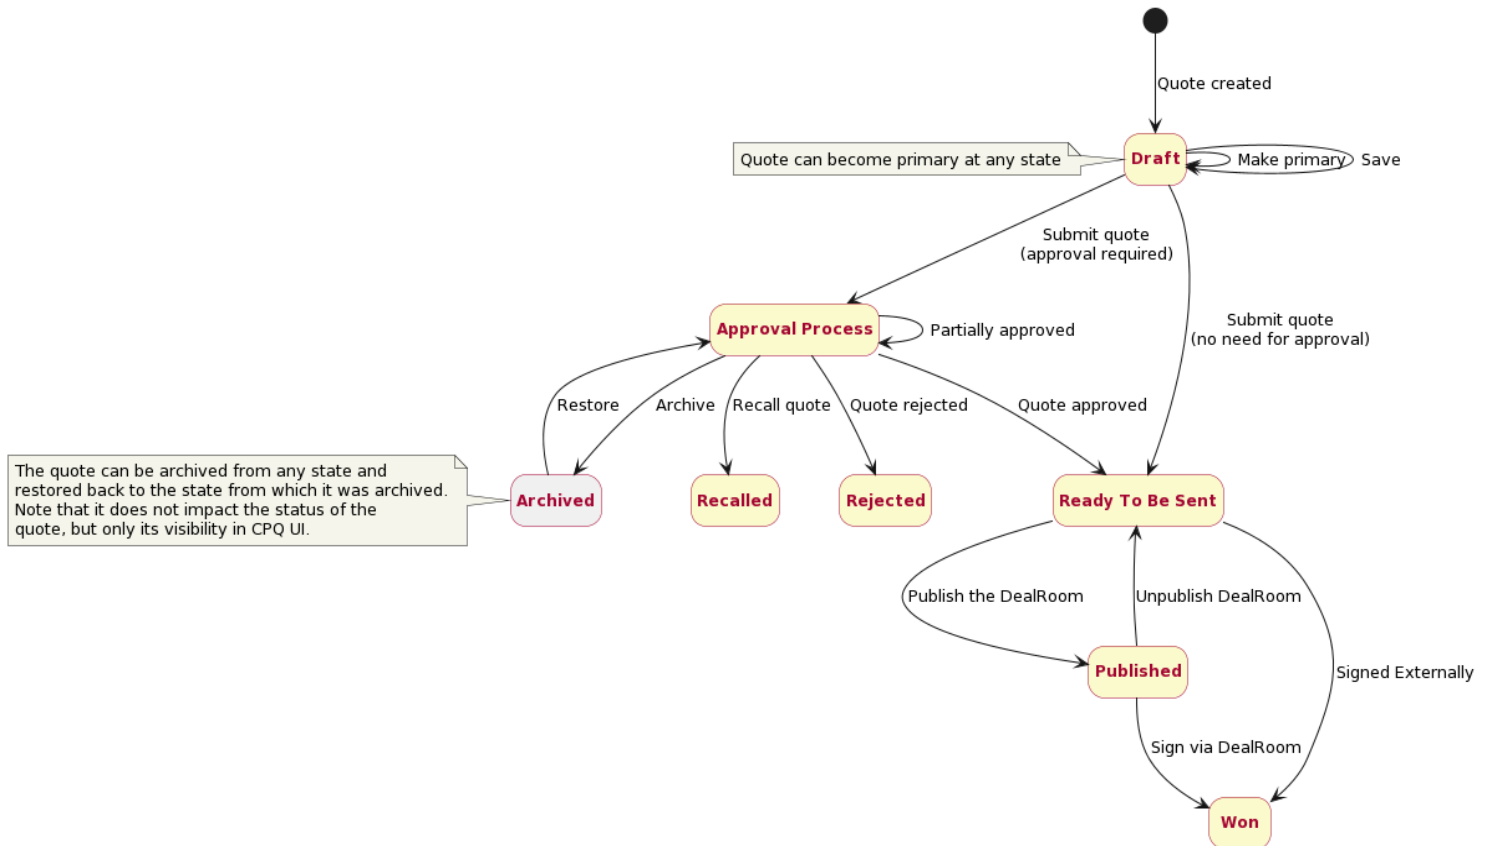 Quote created
Quote can become primary at any state
Draft
Make primary
Save
Submit quote
(approval required)
Submit quote
(no need for approval)
Approval Process
Partially approved
Restore
Archive
Recall quote
Quote rejected
Quote approved
The quote can be archived from any state and
restored back to the state from which it was archived.
Note that it does not impact the status of the
quote, but only its visibility in CPQ UI.
Archived
Recalled
Rejected
Ready To Be Sent
Publish the DealRoom
Unpublish DealRoom
Published
Signed Externally
Sign via DealRoom
Won